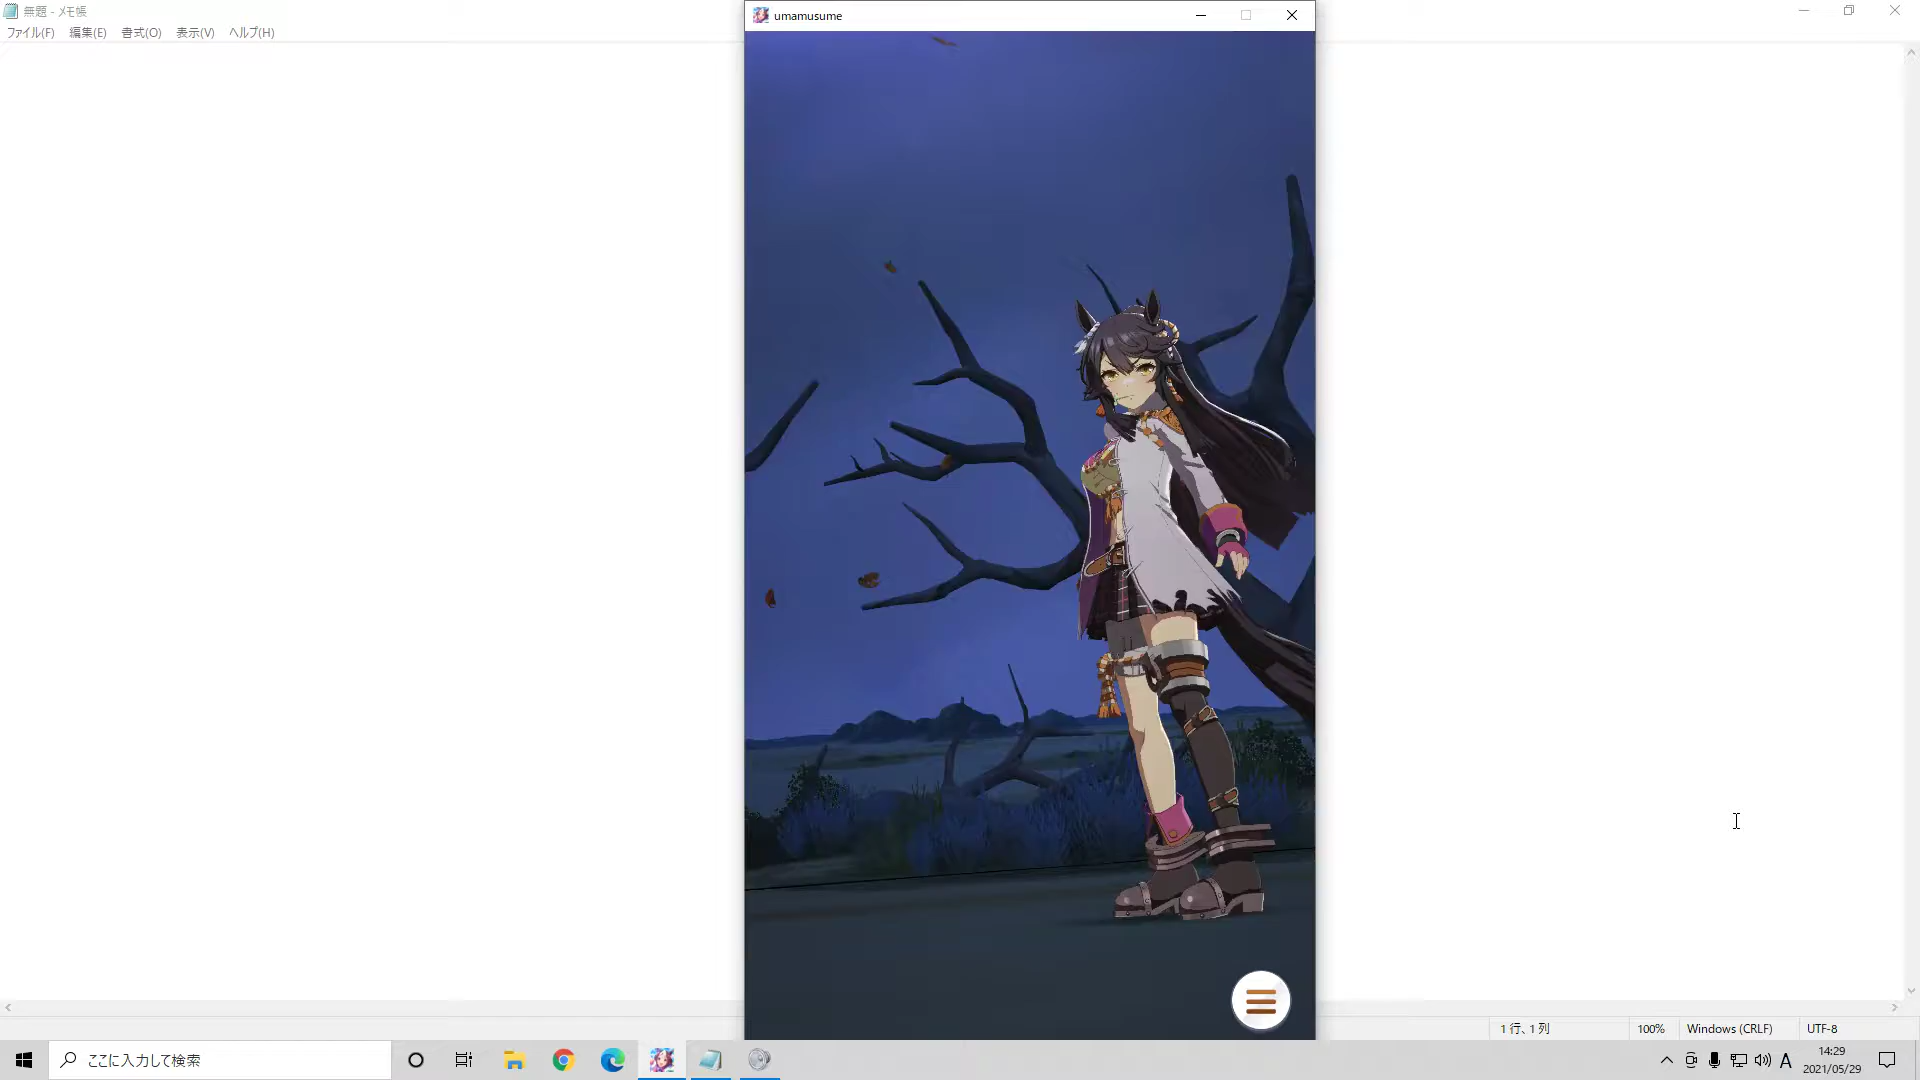 無題 - メモ帳
ファイル(F) 編集(E) 書式(O) 表示(V) ヘルプ(H)
umamusume
1 行、1 列 100% Windows (CRLF) UTF-8
ここに入力して検索
A
14:29
2021/05/29